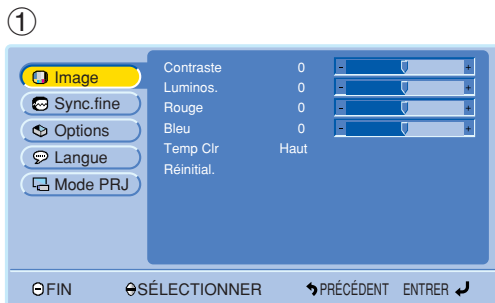 ①
Image
Sync.fine
Options
Langue
Mode PRJ
Contraste 0 - +
Luminos. 0
Rouge 0 - +
Bleu 0 - +
Temp Clr Haut
Réinitial.
FIN SÉLECTIONNER PRÉCÉDENT ENTRER